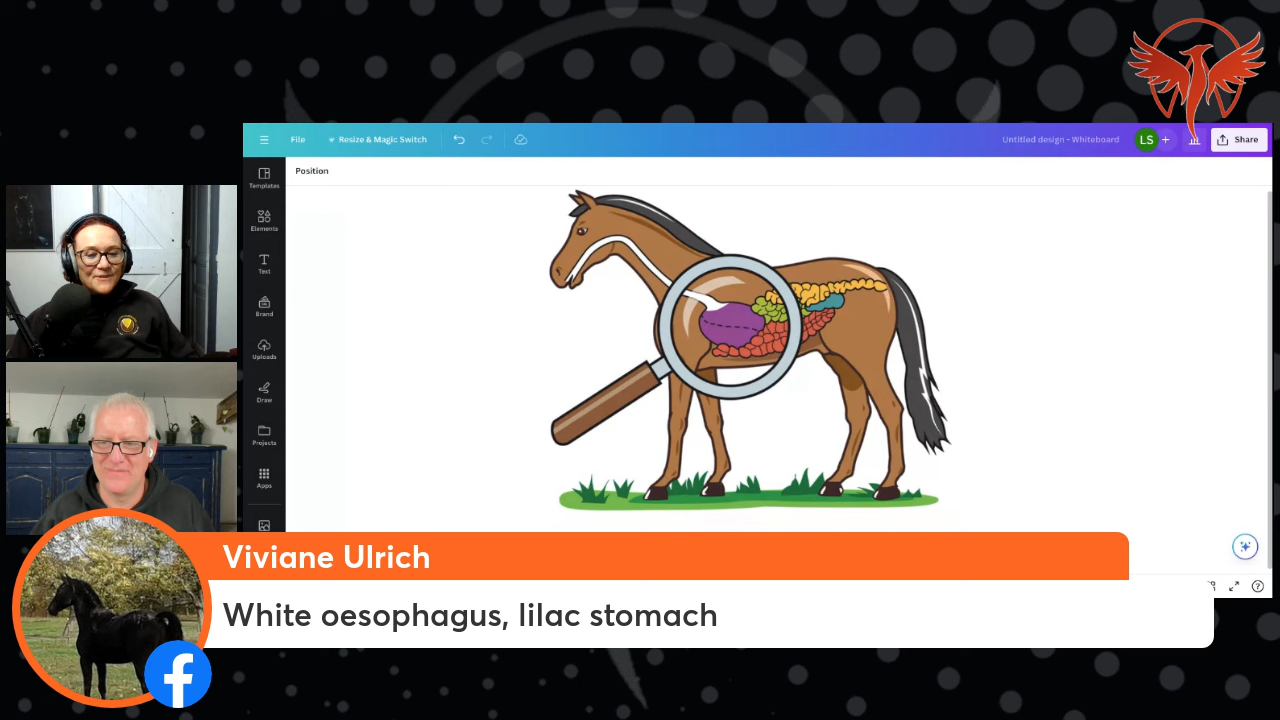 File
Resize & Magic Switch
Untitled design - Whiteboard
LS
+
Share
Templates
Position
Elements
Text
Brand
Uploads
Draw
Projects
Apps
Viviane Ulrich
White oesophagus, lilac stomach